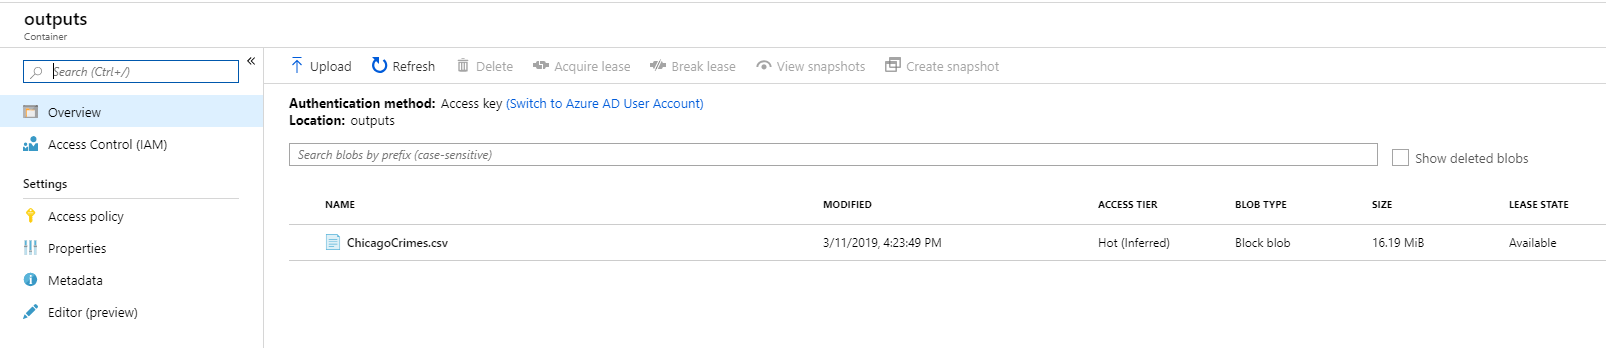 outputs
Container
Search (Ctrl+/)
«
Overview
Access Control (IAM)
Settings
Access policy
Properties
Metadata
Editor (preview)
Upload Refresh Delete Acquire lease Break lease View snapshots Create snapshot
Authentication method: Access key (Switch to Azure AD User Account)
Location: outputs
Search blobs by prefix (case-sensitive) Show deleted blobs
NAME MODIFIED ACCESS TIER BLOB TYPE SIZE LEASE STATE
ChicagoCrimes.csv 3/11/2019, 4:23:49 PM Hot (Inferred) Block blob 16.19 MiB Available